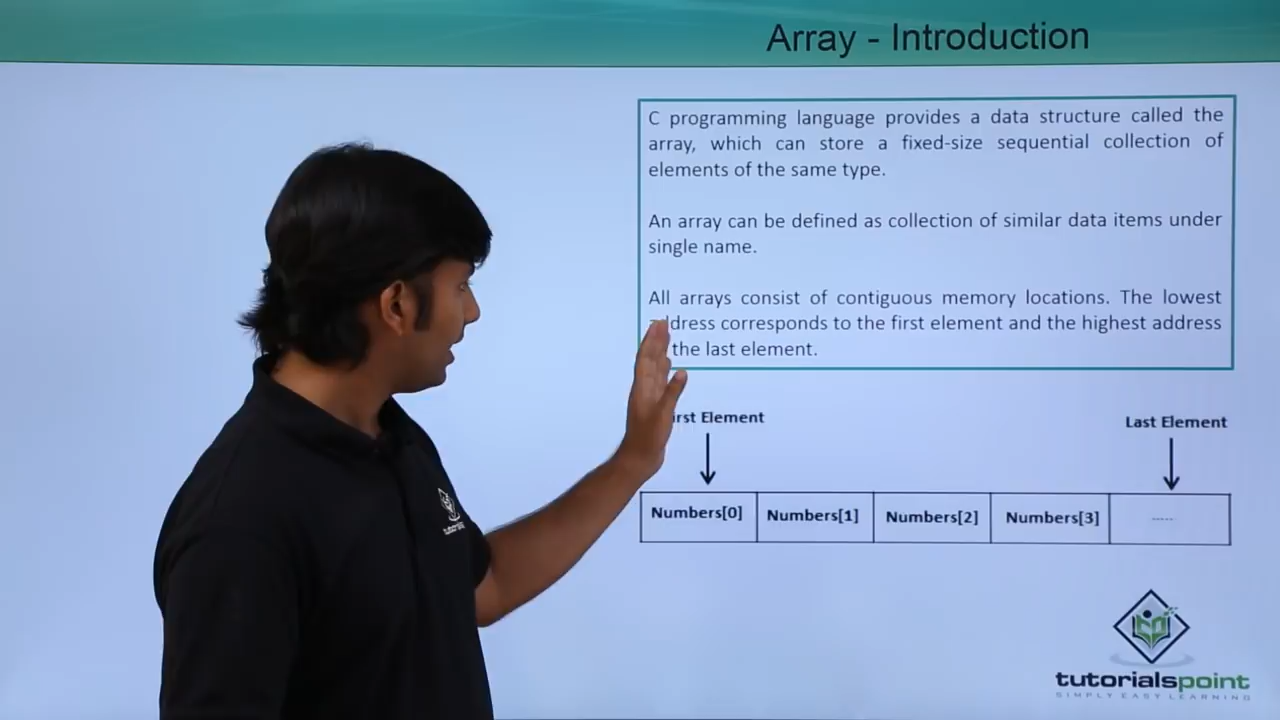 Array - Introduction
C programming language provides a data structure called the
array, which can store a fixed-size sequential collection of
elements of the same type.
An array can be defined as collection of similar data items under
single name.
All arrays consist of contiguous memory locations. The lowest
ddress corresponds to the first element and the highest address
the last element.
irst Element
Last Element
Numbers[0]
Numbers[1]
Numbers[2]
Numbers[3]
.....
tutorialspoint
SIMPLY EASY LEARNING